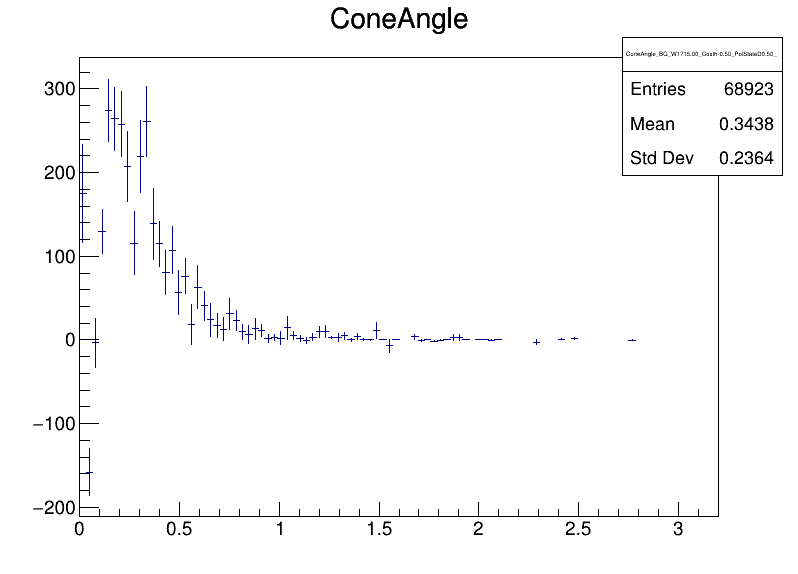 ConeAngle
ConeAngle_BG_W1715.00_Costh-0.50_PolStateD0.50_
Entries 68923
Mean 0.3438
Std Dev 0.2364
300
200
100
0
−100
−200
0 0.5 1 1.5 2 2.5 3